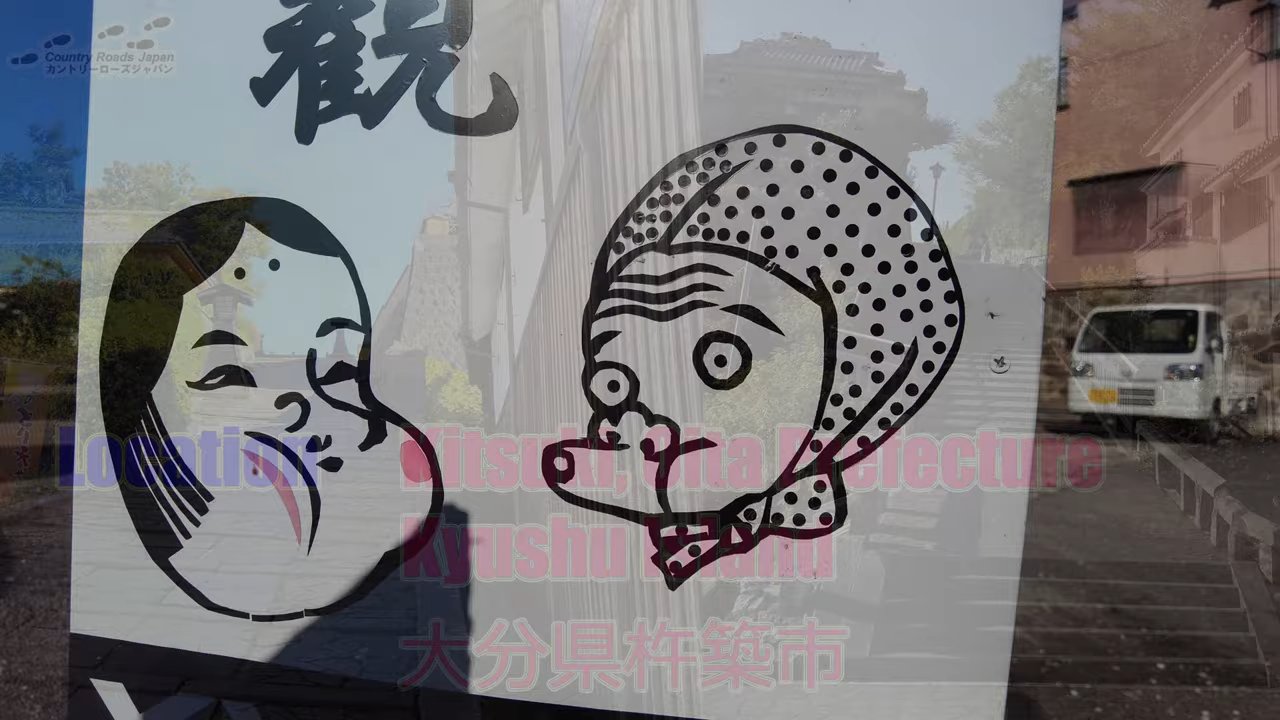 Country Roads Japan
カントリーローズジャパン
観
Location Kitsuki, Oita Prefecture
Kyushu Island
大分県杵築市